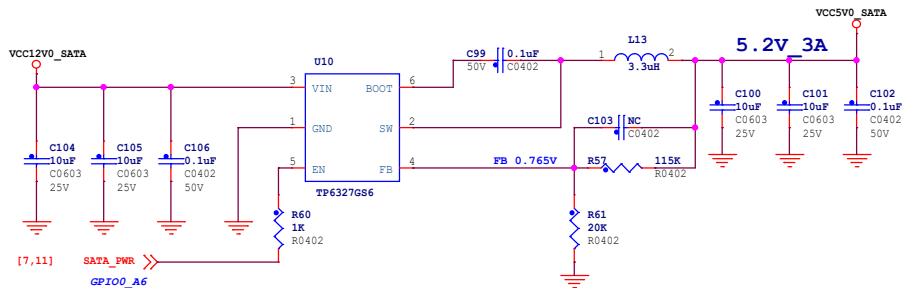 VCC5V0_SATA
VCC12V0_SATA
L13
5.2V_3A
C99 0.1uF
50V C0402
1 2
3.3uH
U10
3 VIN BOOT 6
1 GND SW 2
5 EN FB 4
TP6327GS6
C103 NC
C0402
FB 0.765V
R57 115K
R0402
C100
10uF
C0603
25V
C101
10uF
C0603
25V
C102
0.1uF
C0402
50V
C104
10uF
C0603
25V
C105
10uF
C0603
25V
C106
0.1uF
C0402
50V
R60
1K
R0402
R61
20K
R0402
[7,11] SATA_PWR
GPIO0_A6